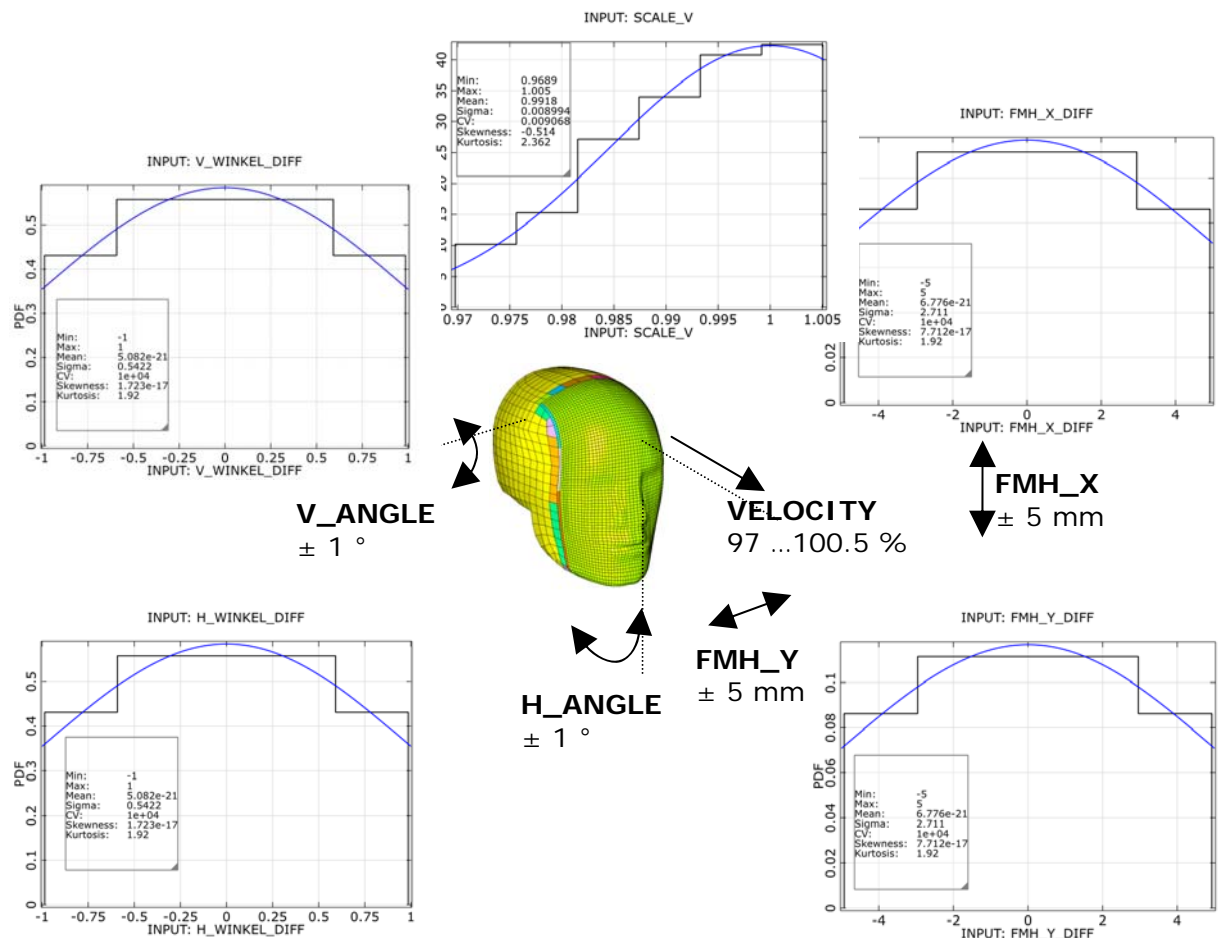 INPUT: SCALE_V
40
35
30
25
20
15
10
5
0
Min: 0.9689
Max: 1.005
Mean: 0.9918
Sigma: 0.008994
CV: 0.009068
Skewness: -0.514
Kurtosis: 2.362
0.97 0.975 0.98 0.985 0.99 0.995 1 1.005
INPUT: SCALE_V
INPUT: V_WINKEL_DIFF
PDF
0.5
0.4
0.3
0.2
0.1
0
Min: -1
Max: 1
Mean: 5.082e-21
Sigma: 0.5422
CV: 1e+04
Skewness: 1.723e-17
Kurtosis: 1.92
-1 -0.75 -0.5 -0.25 0 0.25 0.5 0.75 1
INPUT: V_WINKEL_DIFF
INPUT: FMH_X_DIFF
Min: -5
Max: 5
Mean: 6.776e-21
Sigma: 2.711
CV: 1e+04
Skewness: 7.712e-17
Kurtosis: 1.92
0.02
0
-4 -2 0 2 4
INPUT: FMH_X_DIFF
V_ANGLE
± 1 °
VELOCITY
97 ...100.5 %
FMH_X
± 5 mm
FMH_Y
± 5 mm
H_ANGLE
± 1 °
INPUT: H_WINKEL_DIFF
PDF
0.5
0.4
0.3
0.2
0.1
0
Min: -1
Max: 1
Mean: 5.082e-21
Sigma: 0.5422
CV: 1e+04
Skewness: 1.723e-17
Kurtosis: 1.92
-1 -0.75 -0.5 -0.25 0 0.25 0.5 0.75 1
INPUT: H_WINKEL_DIFF
INPUT: FMH_Y_DIFF
PDF
0.1
0.08
0.06
0.04
0.02
0
Min: -5
Max: 5
Mean: 6.776e-21
Sigma: 2.711
CV: 1e+04
Skewness: 7.712e-17
Kurtosis: 1.92
-4 -2 0 2 4
INPUT: FMH_Y_DIFF